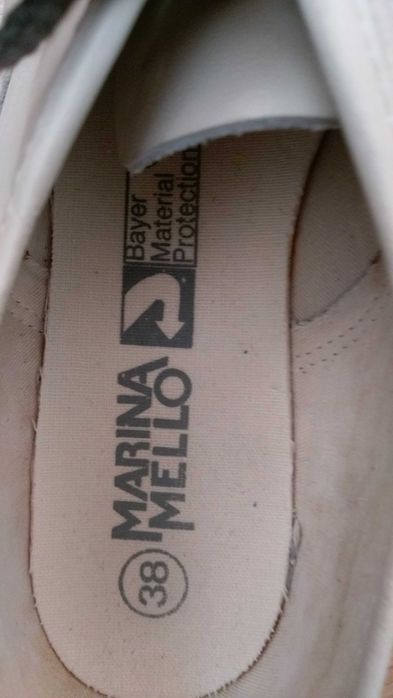 38
MARINA
MELLO
Bayer
Material
Protection